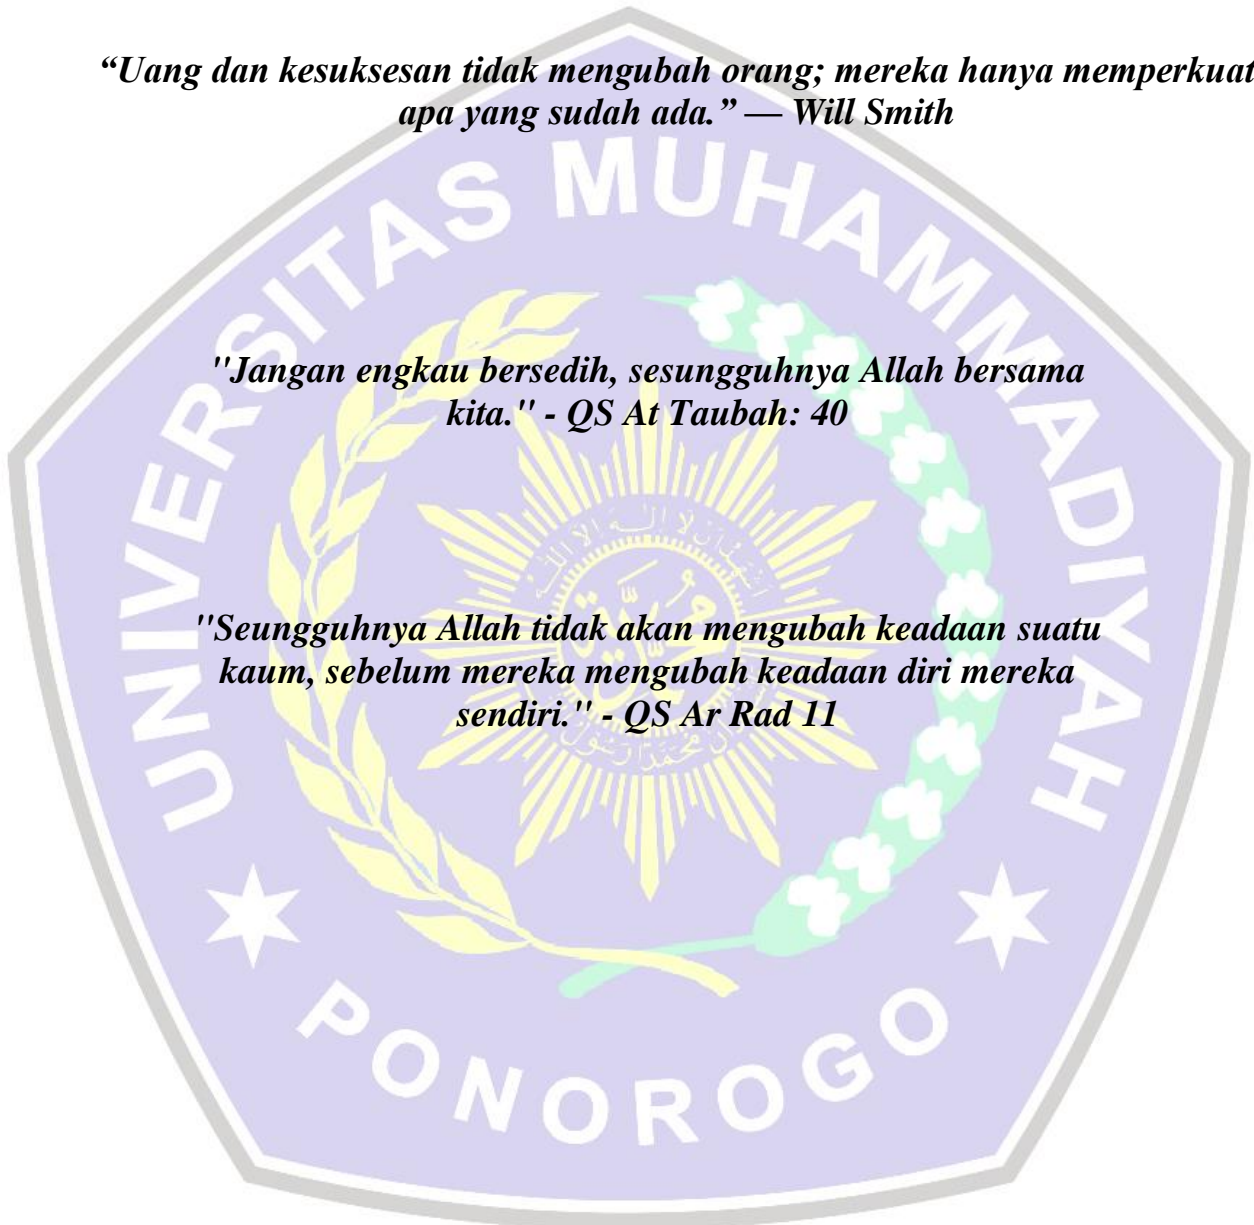 “Uang dan kesuksesan tidak mengubah orang; mereka hanya memperkuat
apa yang sudah ada.” — Will Smith
UNIVERSITAS MUHAMMADIYAH
"Jangan engkau bersedih, sesungguhnya Allah bersama
kita." - QS At Taubah: 40
"Seungguhnya Allah tidak akan mengubah keadaan suatu
kaum, sebelum mereka mengubah keadaan diri mereka
sendiri." - QS Ar Rad 11
PONOROGO